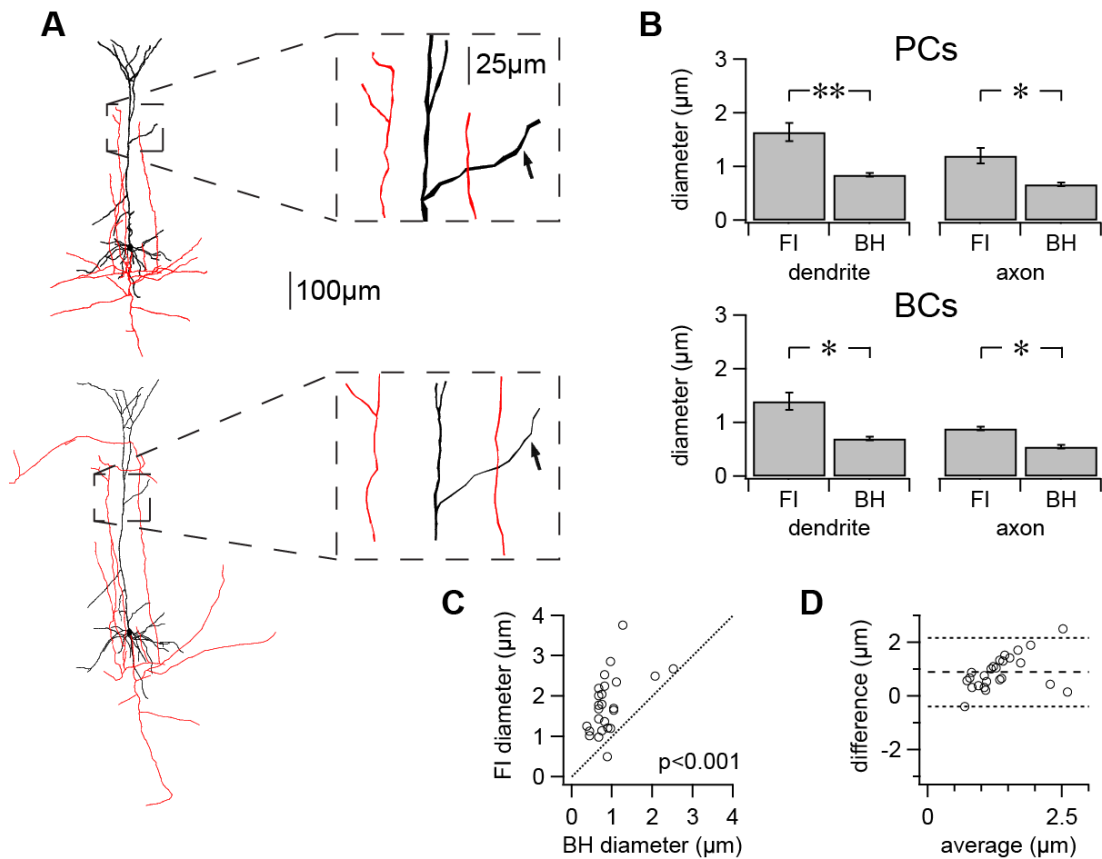 A
25µm
100µm
B
PCs
diameter (µm)
3
2
1
0
**
*
FI
BH
FI
BH
dendrite
axon
BCs
diameter (µm)
3
2
1
0
*
*
FI
BH
FI
BH
dendrite
axon
C
FI diameter (µm)
4
3
2
1
0
p<0.001
0
1
2
3
4
BH diameter (µm)
D
difference (µm)
2
0
-2
0
2.5
average (µm)